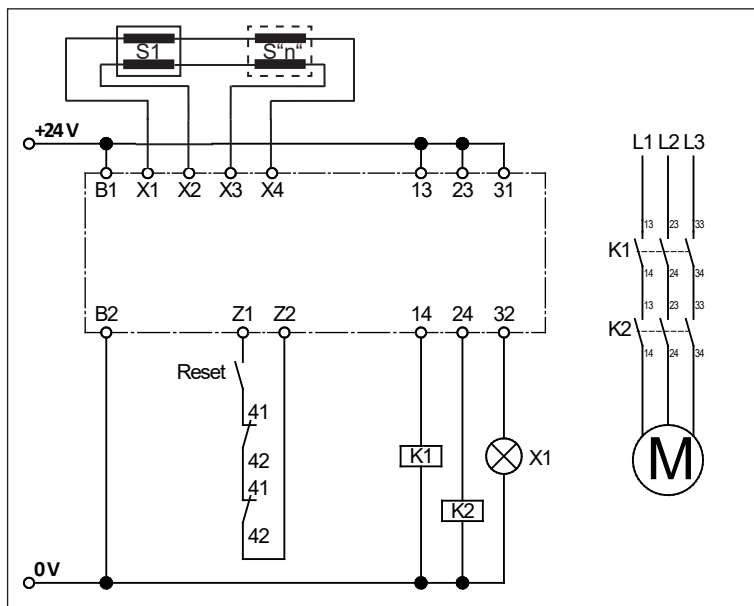 S1 S“n“
+24 V
L1 L2 L3
B1 X1 X2 X3 X4 13 23 31
13 23 33
K1
14 24 34
13 23 33
B2 Z1 Z2 14 24 32
K2
14 24 34
Reset
41
42
K1
X1
M
41
K2
42
0 V